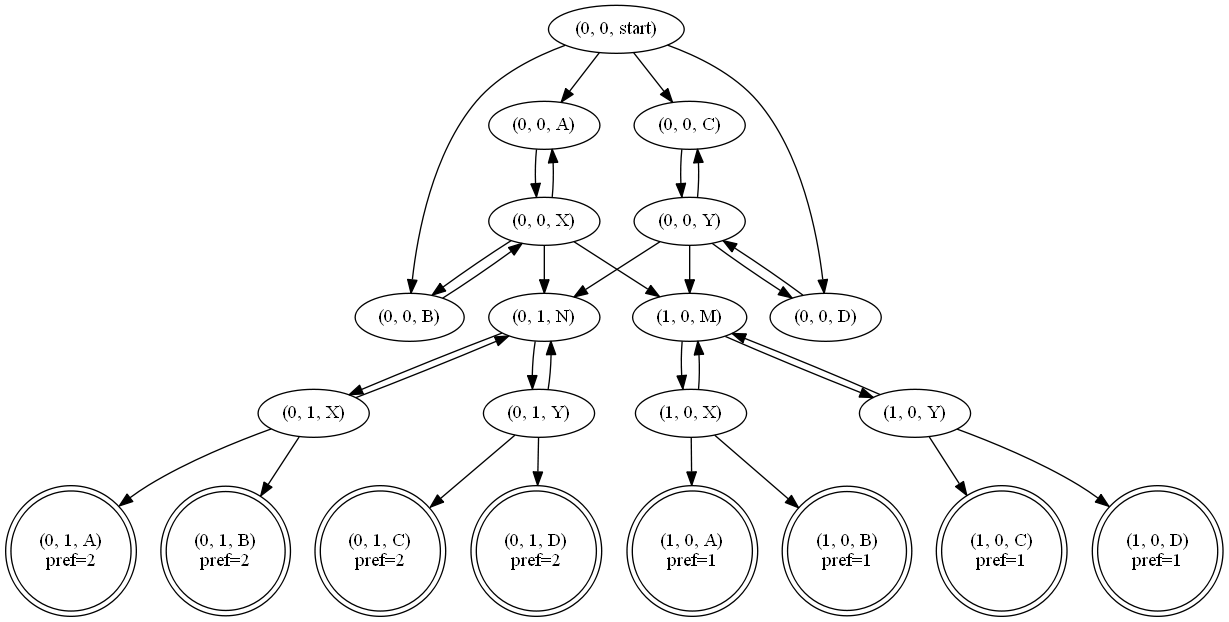 (0, 0, start)
(0, 0, A)
(0, 0, C)
(0, 0, X)
(0, 0, Y)
(0, 0, B)
(0, 1, N)
(1, 0, M)
(0, 0, D)
(0, 1, X)
(0, 1, Y)
(1, 0, X)
(1, 0, Y)
(0, 1, A)
pref=2
(0, 1, B)
pref=2
(0, 1, C)
pref=2
(0, 1, D)
pref=2
(1, 0, A)
pref=1
(1, 0, B)
pref=1
(1, 0, C)
pref=1
(1, 0, D)
pref=1